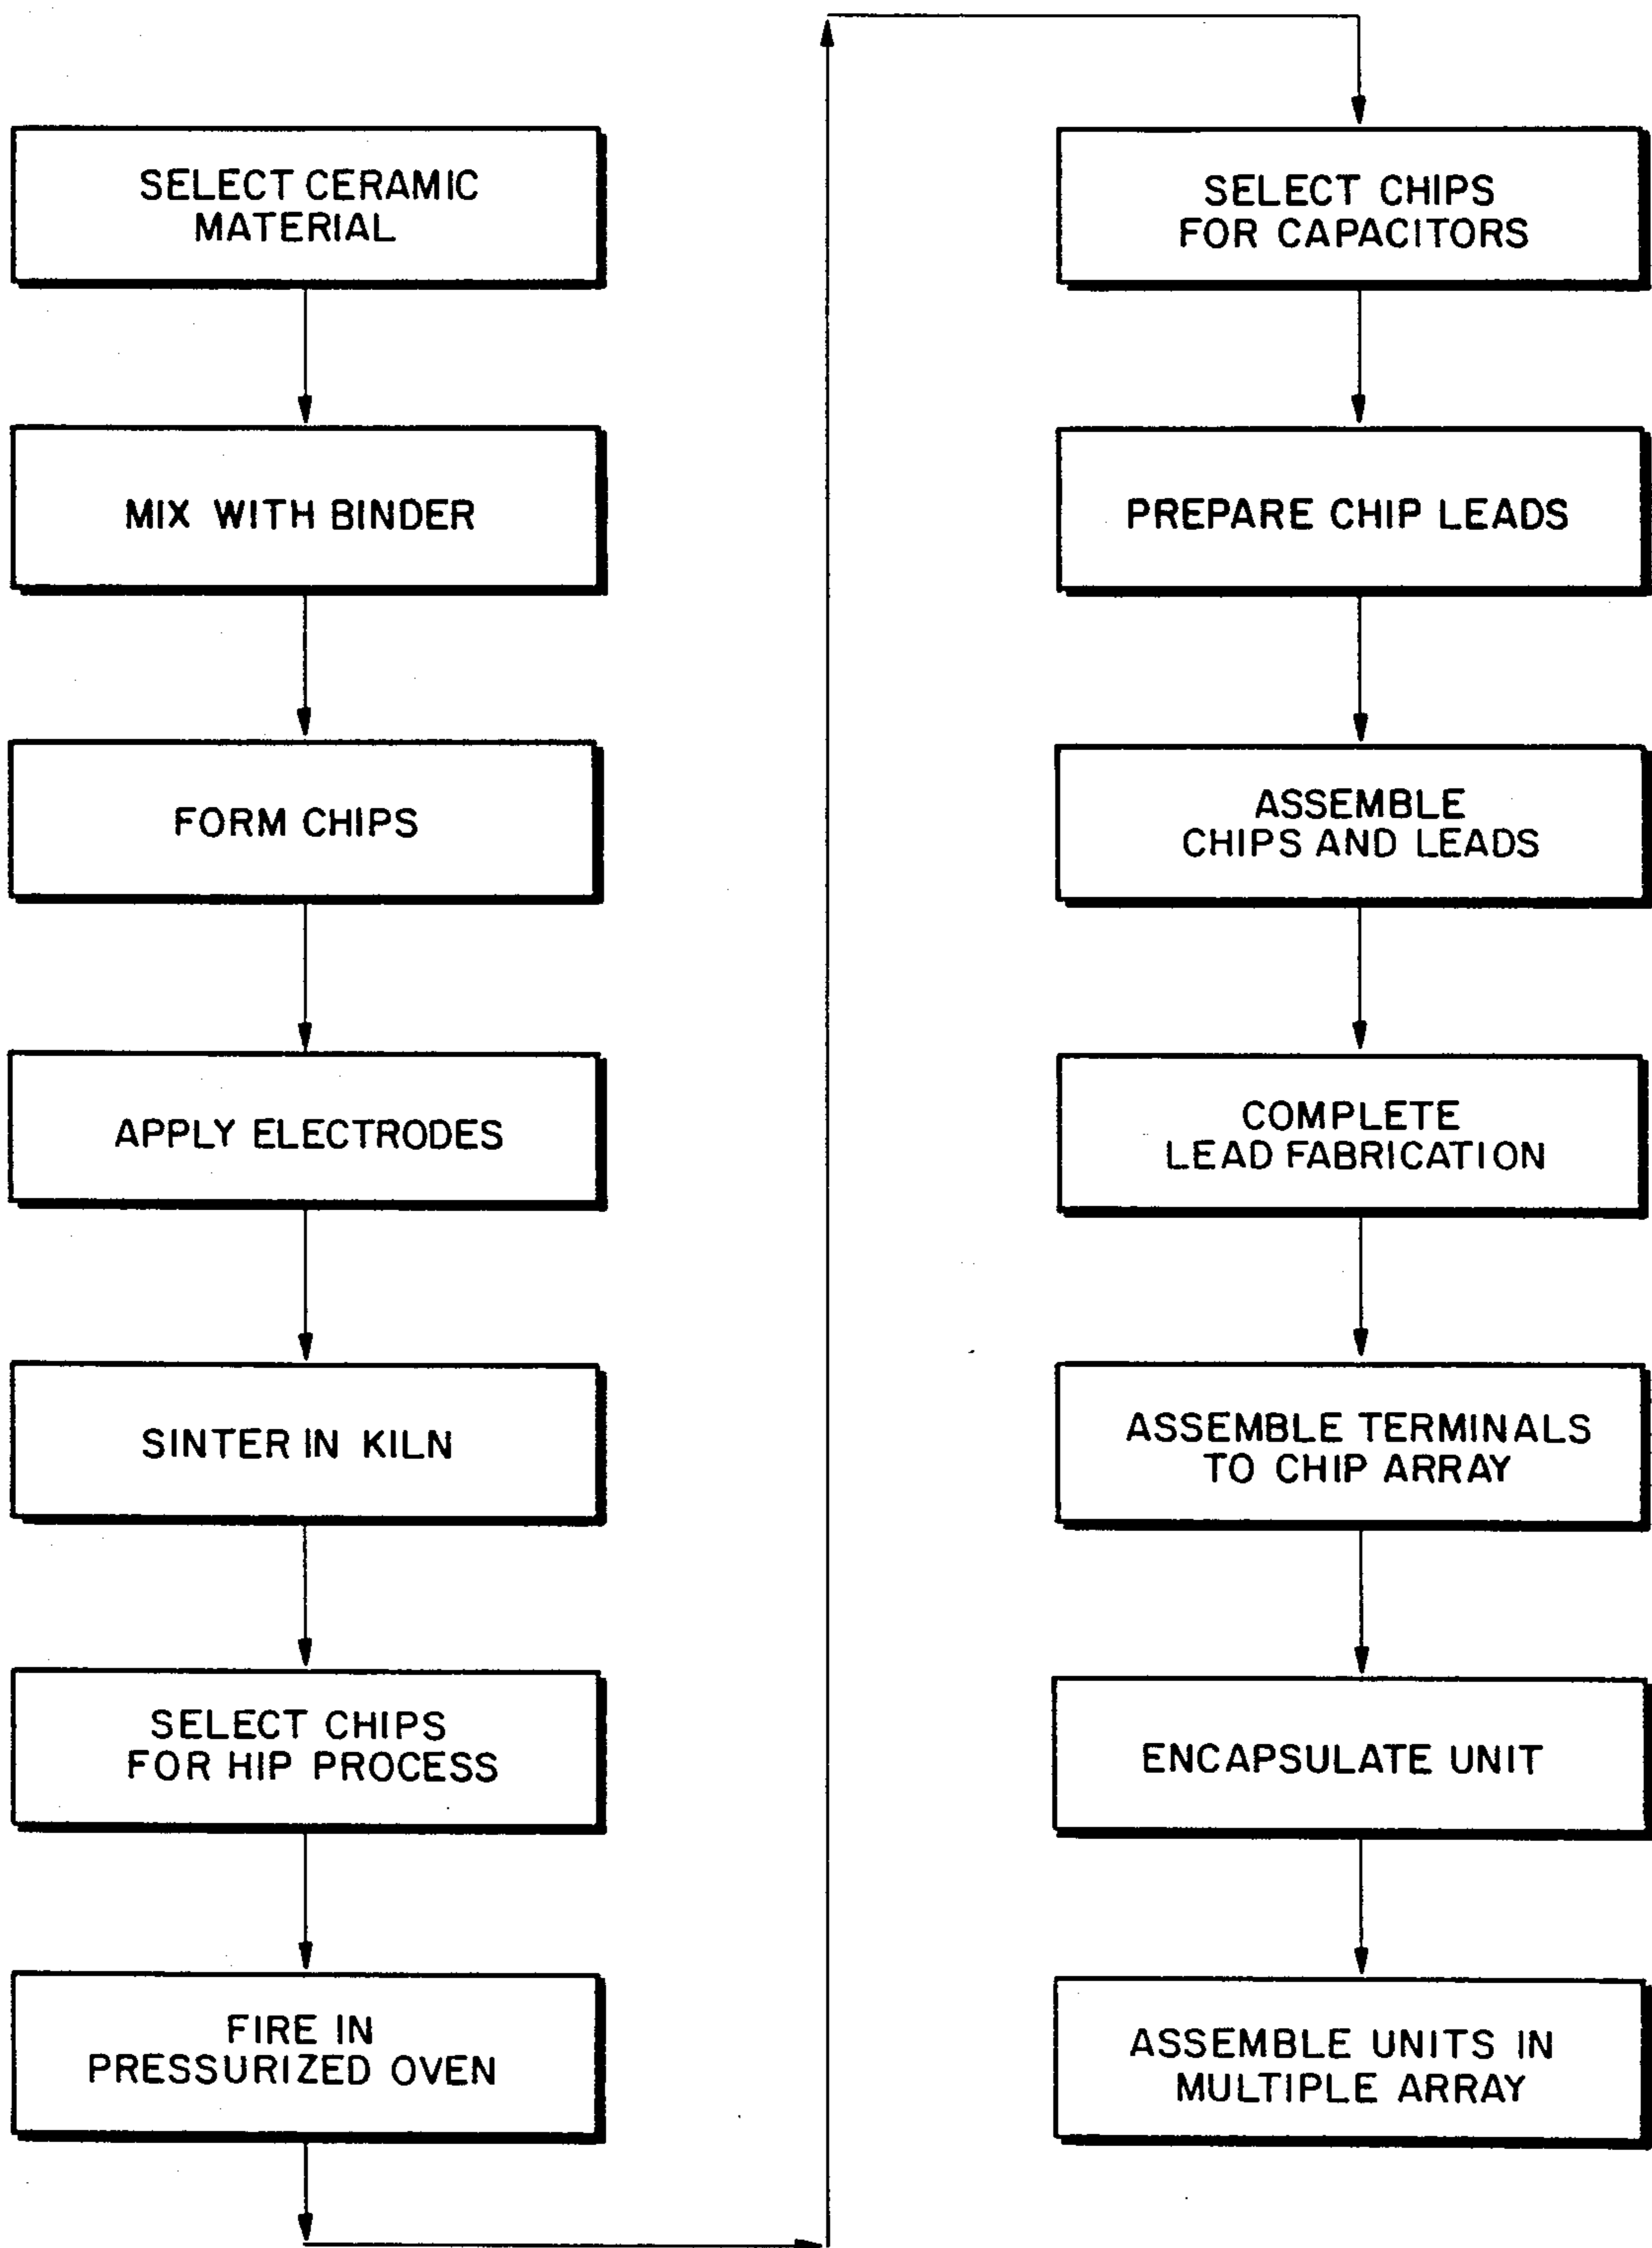 SELECT CERAMIC
MATERIAL
MIX WITH BINDER
FORM CHIPS
APPLY ELECTRODES
SINTER IN KILN
SELECT CHIPS
FOR HIP PROCESS
FIRE IN
PRESSURIZED OVEN
SELECT CHIPS
FOR CAPACITORS
PREPARE CHIP LEADS
ASSEMBLE
CHIPS AND LEADS
COMPLETE
LEAD FABRICATION
ASSEMBLE TERMINALS
TO CHIP ARRAY
ENCAPSULATE UNIT
ASSEMBLE UNITS IN
MULTIPLE ARRAY